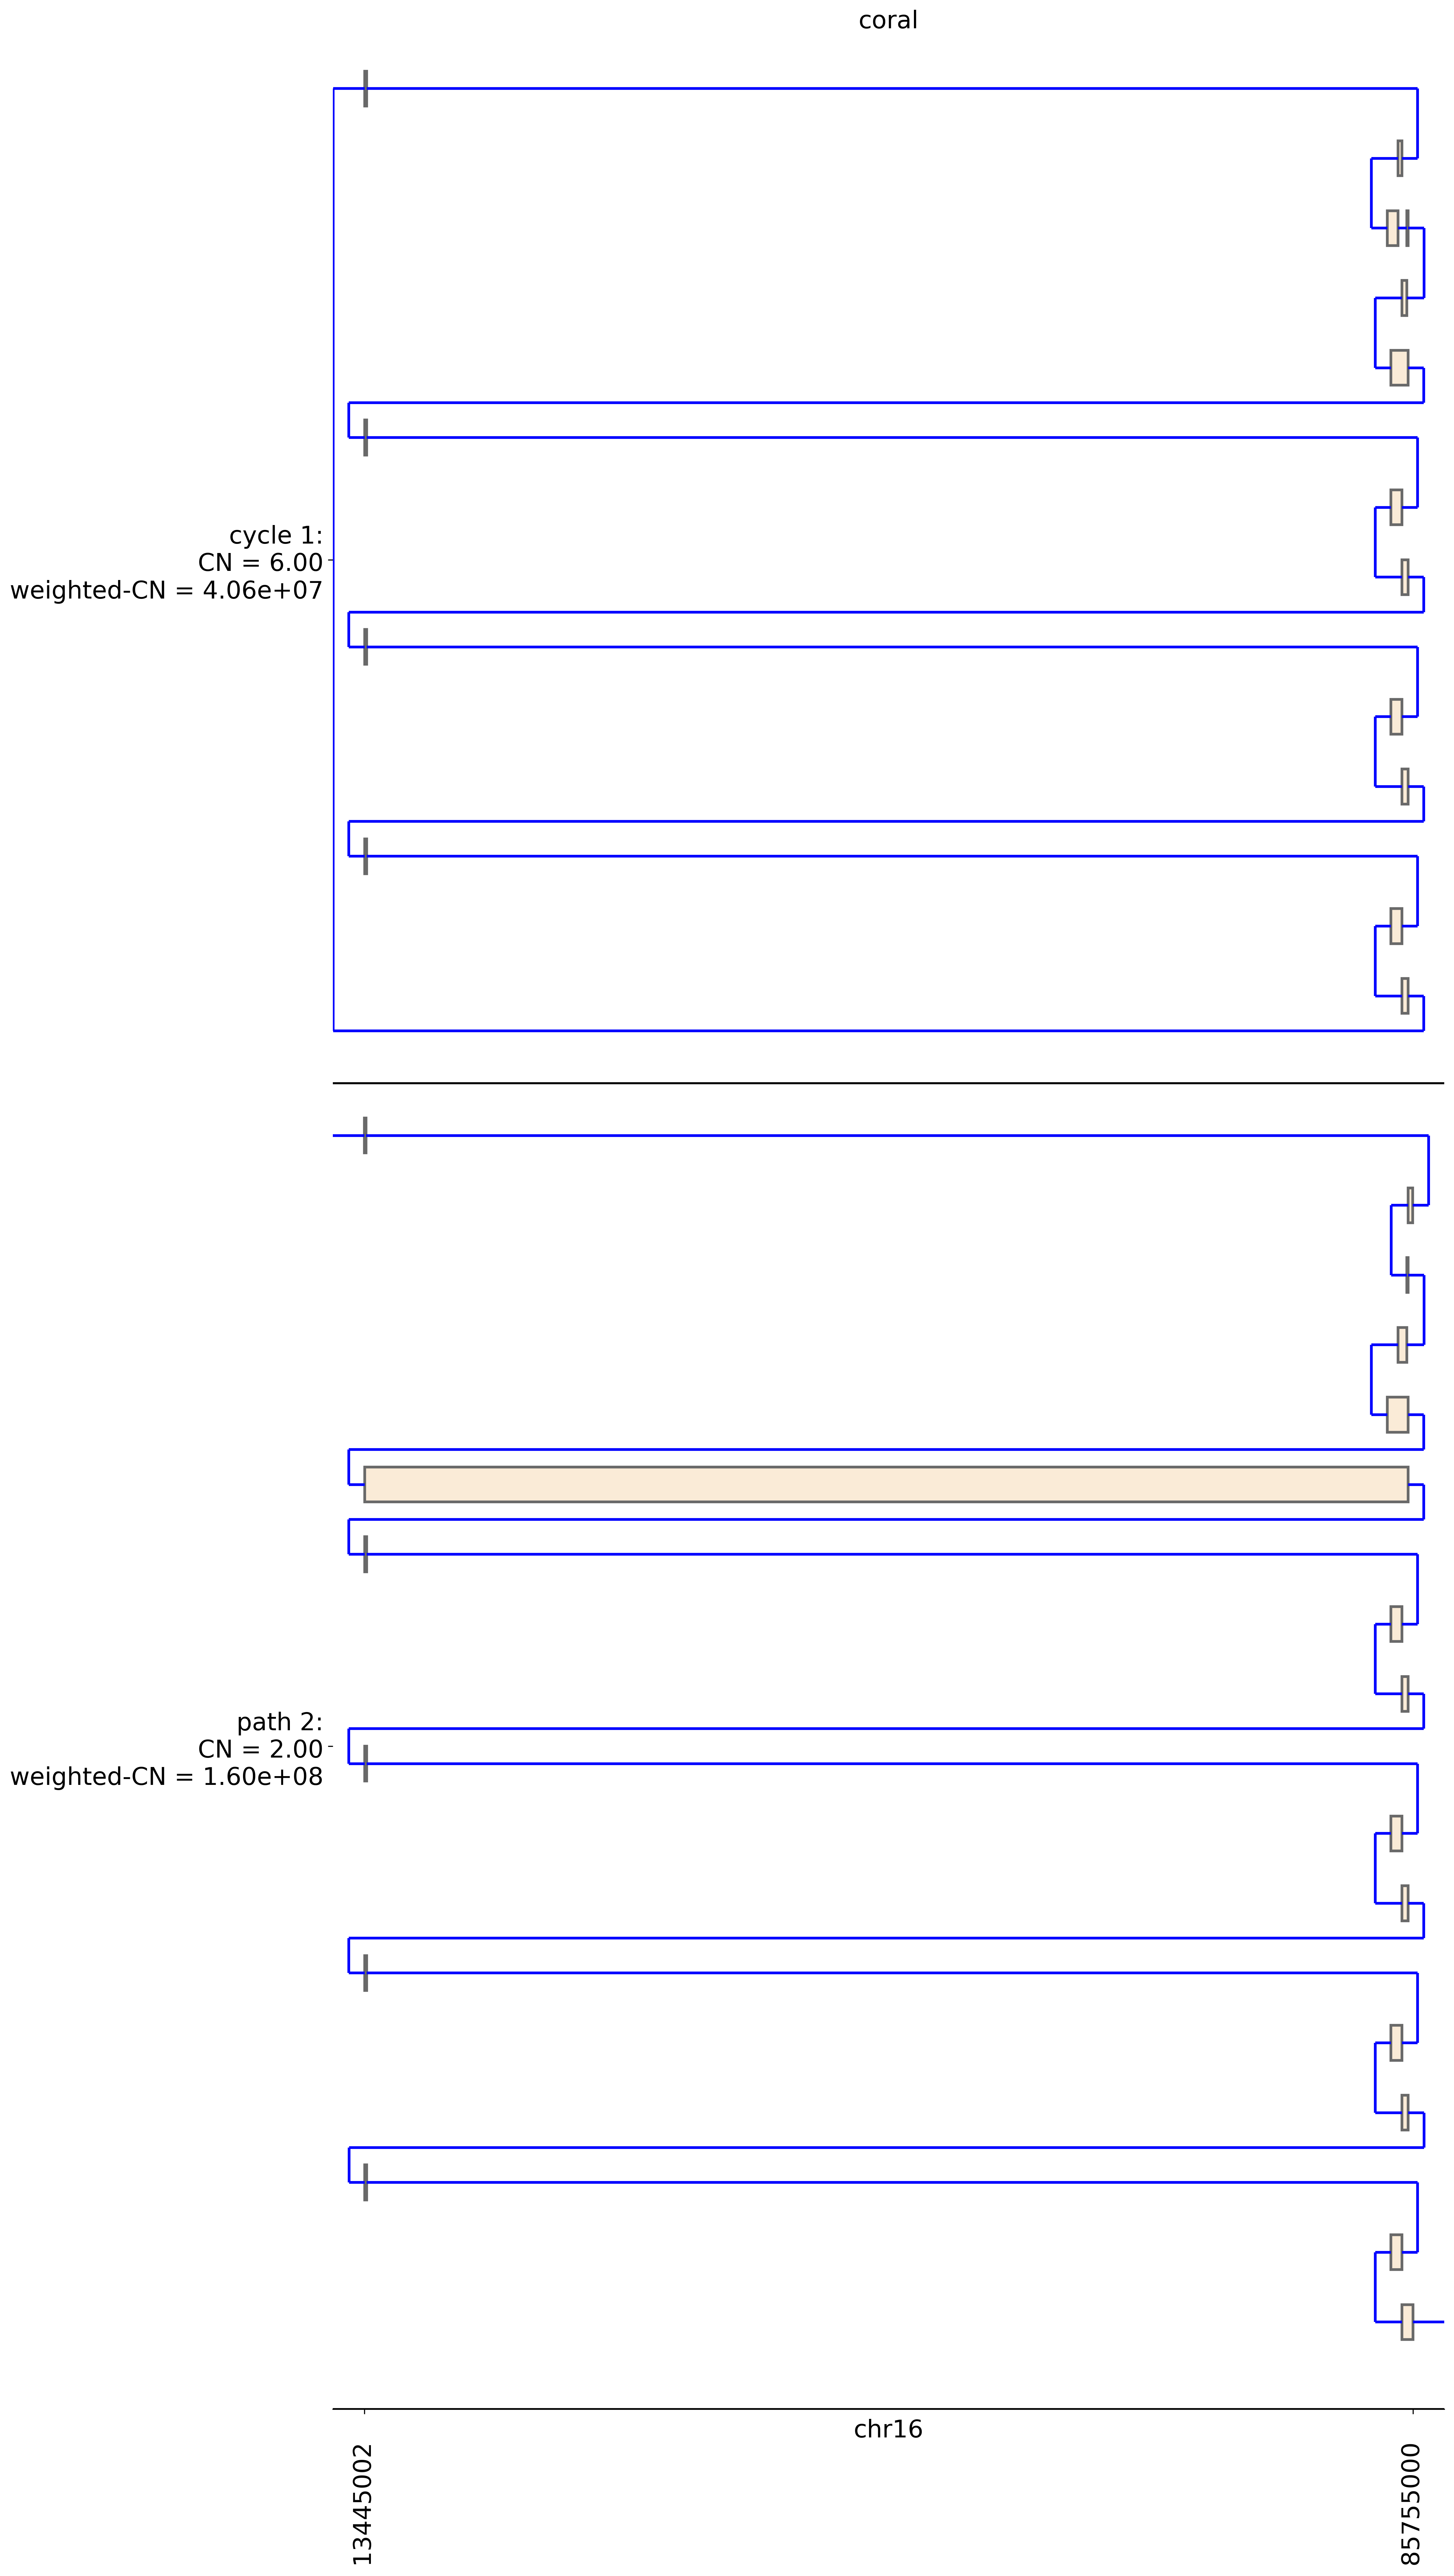 coral
cycle 1:
CN = 6.00
weighted-CN = 4.06e+07
path 2:
CN = 2.00
weighted-CN = 1.60e+08
chr16
13445002
85755000